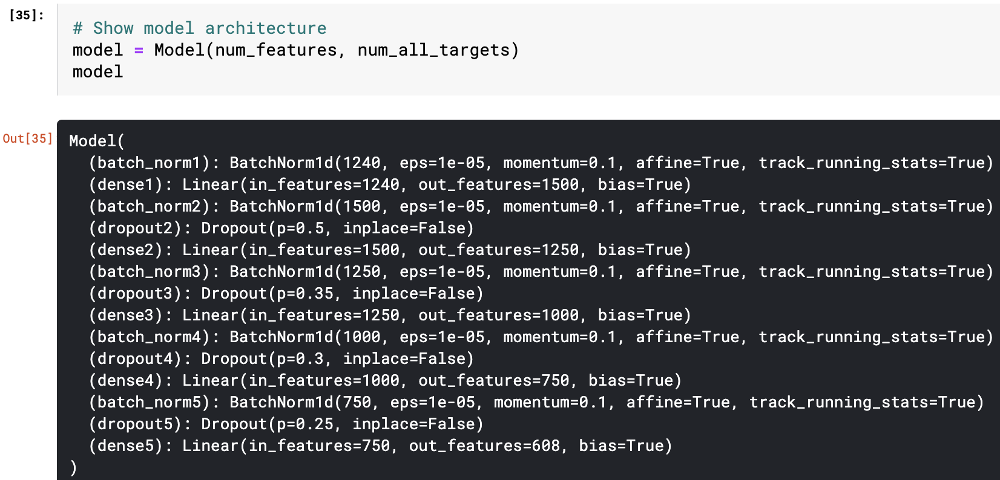 [35]:
# Show model architecture
model = Model(num_features, num_all_targets)
model
Out[35]
Model(
  (batch_norm1): BatchNorm1d(1240, eps=1e-05, momentum=0.1, affine=True, track_running_stats=True)
  (dense1): Linear(in_features=1240, out_features=1500, bias=True)
  (batch_norm2): BatchNorm1d(1500, eps=1e-05, momentum=0.1, affine=True, track_running_stats=True)
  (dropout2): Dropout(p=0.5, inplace=False)
  (dense2): Linear(in_features=1500, out_features=1250, bias=True)
  (batch_norm3): BatchNorm1d(1250, eps=1e-05, momentum=0.1, affine=True, track_running_stats=True)
  (dropout3): Dropout(p=0.35, inplace=False)
  (dense3): Linear(in_features=1250, out_features=1000, bias=True)
  (batch_norm4): BatchNorm1d(1000, eps=1e-05, momentum=0.1, affine=True, track_running_stats=True)
  (dropout4): Dropout(p=0.3, inplace=False)
  (dense4): Linear(in_features=1000, out_features=750, bias=True)
  (batch_norm5): BatchNorm1d(750, eps=1e-05, momentum=0.1, affine=True, track_running_stats=True)
  (dropout5): Dropout(p=0.25, inplace=False)
  (dense5): Linear(in_features=750, out_features=608, bias=True)
)